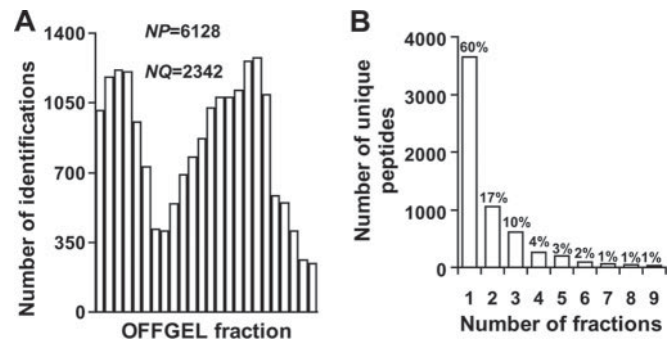 A
NP=6128
NQ=2342
Number of identifications
1400
1050
700
350
0
OFFGEL fraction
B
Number of unique
peptides
4000
3000
2000
1000
0
60%
17%
10%
4%
3%
2%
1%
1%
1%
1 2 3 4 5 6 7 8 9
Number of fractions